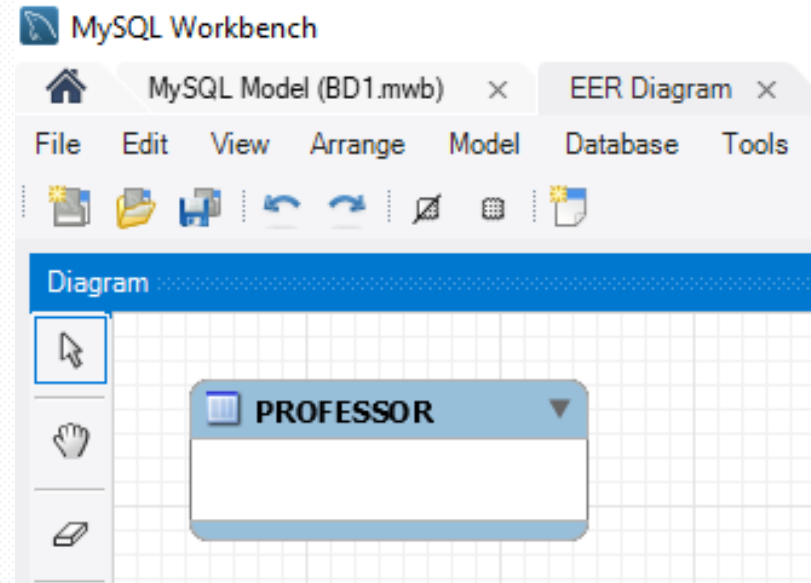 MySQL Workbench
MySQL Model (BD1.mwb) EER Diagram
File Edit View Arrange Model Database Tools
Diagram
PROFESSOR